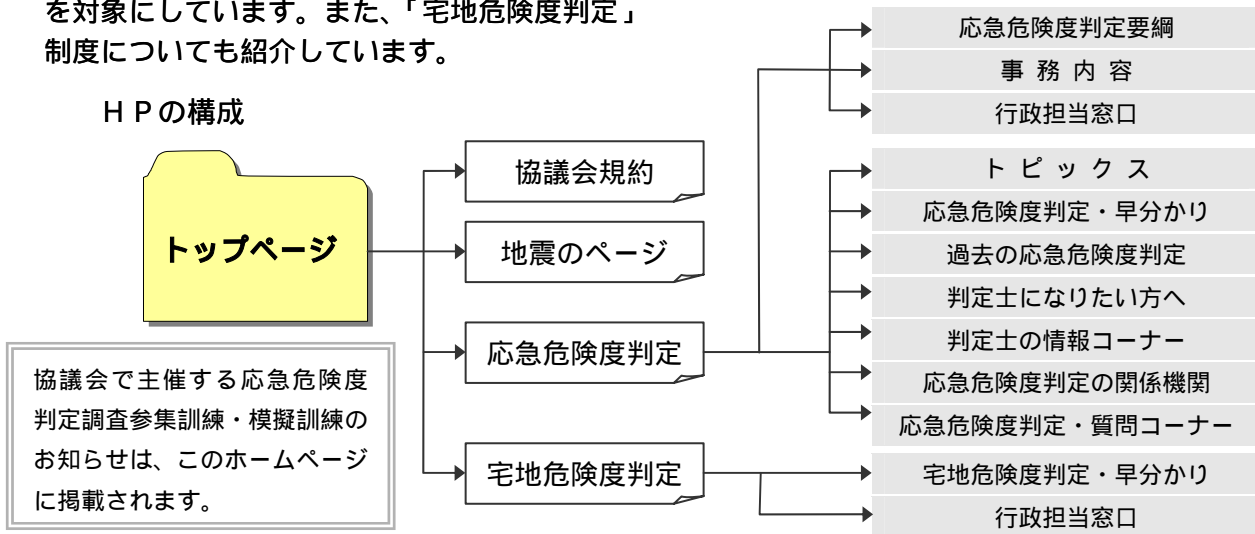 を対象にしています。また、「宅地危険度判定」
制度についても紹介しています。
ＨＰの構成
トップページ
協議会で主催する応急危険度
判定調査参集訓練・模擬訓練の
お知らせは、このホームページ
に掲載されます。
協議会規約
地震のページ
応急危険度判定
宅地危険度判定
応急危険度判定要綱
事 務 内 容
行政担当窓口
ト ピ ッ ク ス
応急危険度判定・早分かり
過去の応急危険度判定
判定士になりたい方へ
判定士の情報コーナー
応急危険度判定の関係機関
応急危険度判定・質問コーナー
宅地危険度判定・早分かり
行政担当窓口